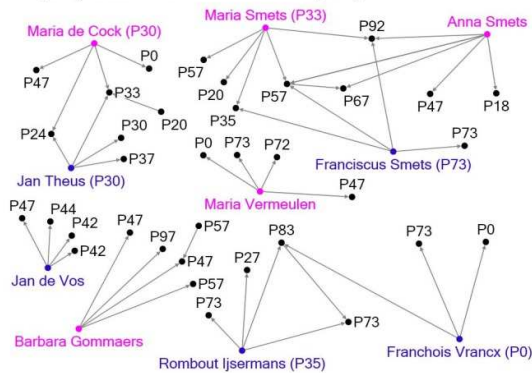 Maria de Cock (P30)
P47
P0
P33
P20
P24
P30
P37
Jan Theus (P30)
Maria Smets (P33)
P92
Anna Smets
P57
P20
P35
P57
P67
P47
P18
P73
Franciscus Smets (P73)
P0
P73
P72
P47
Maria Vermeulen
P47
P44
P42
P42
Jan de Vos
P47
P97
P57
P47
P57
Barbara Gommaers
P83
P27
P73
P73
Rombout Ijsermans (P35)
P73
P0
Franchois Vrancx (P0)